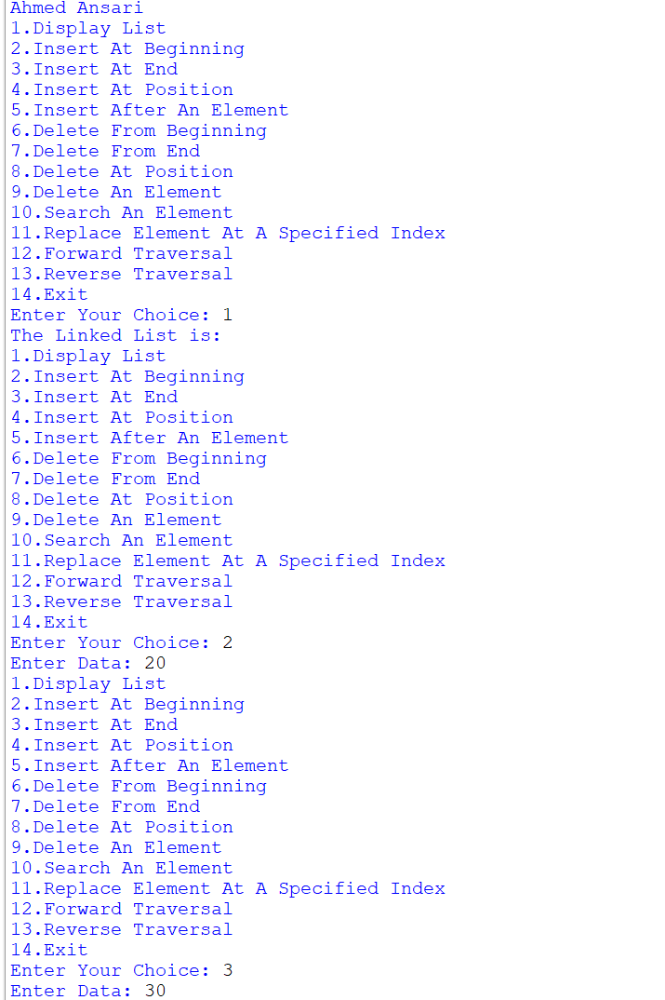 Ahmed Ansari
1.Display List
2.Insert At Beginning
3.Insert At End
4.Insert At Position
5.Insert After An Element
6.Delete From Beginning
7.Delete From End
8.Delete At Position
9.Delete An Element
10.Search An Element
11.Replace Element At A Specified Index
12.Forward Traversal
13.Reverse Traversal
14.Exit
Enter Your Choice: 1
The Linked List is:
1.Display List
2.Insert At Beginning
3.Insert At End
4.Insert At Position
5.Insert After An Element
6.Delete From Beginning
7.Delete From End
8.Delete At Position
9.Delete An Element
10.Search An Element
11.Replace Element At A Specified Index
12.Forward Traversal
13.Reverse Traversal
14.Exit
Enter Your Choice: 2
Enter Data: 20
1.Display List
2.Insert At Beginning
3.Insert At End
4.Insert At Position
5.Insert After An Element
6.Delete From Beginning
7.Delete From End
8.Delete At Position
9.Delete An Element
10.Search An Element
11.Replace Element At A Specified Index
12.Forward Traversal
13.Reverse Traversal
14.Exit
Enter Your Choice: 3
Enter Data: 30